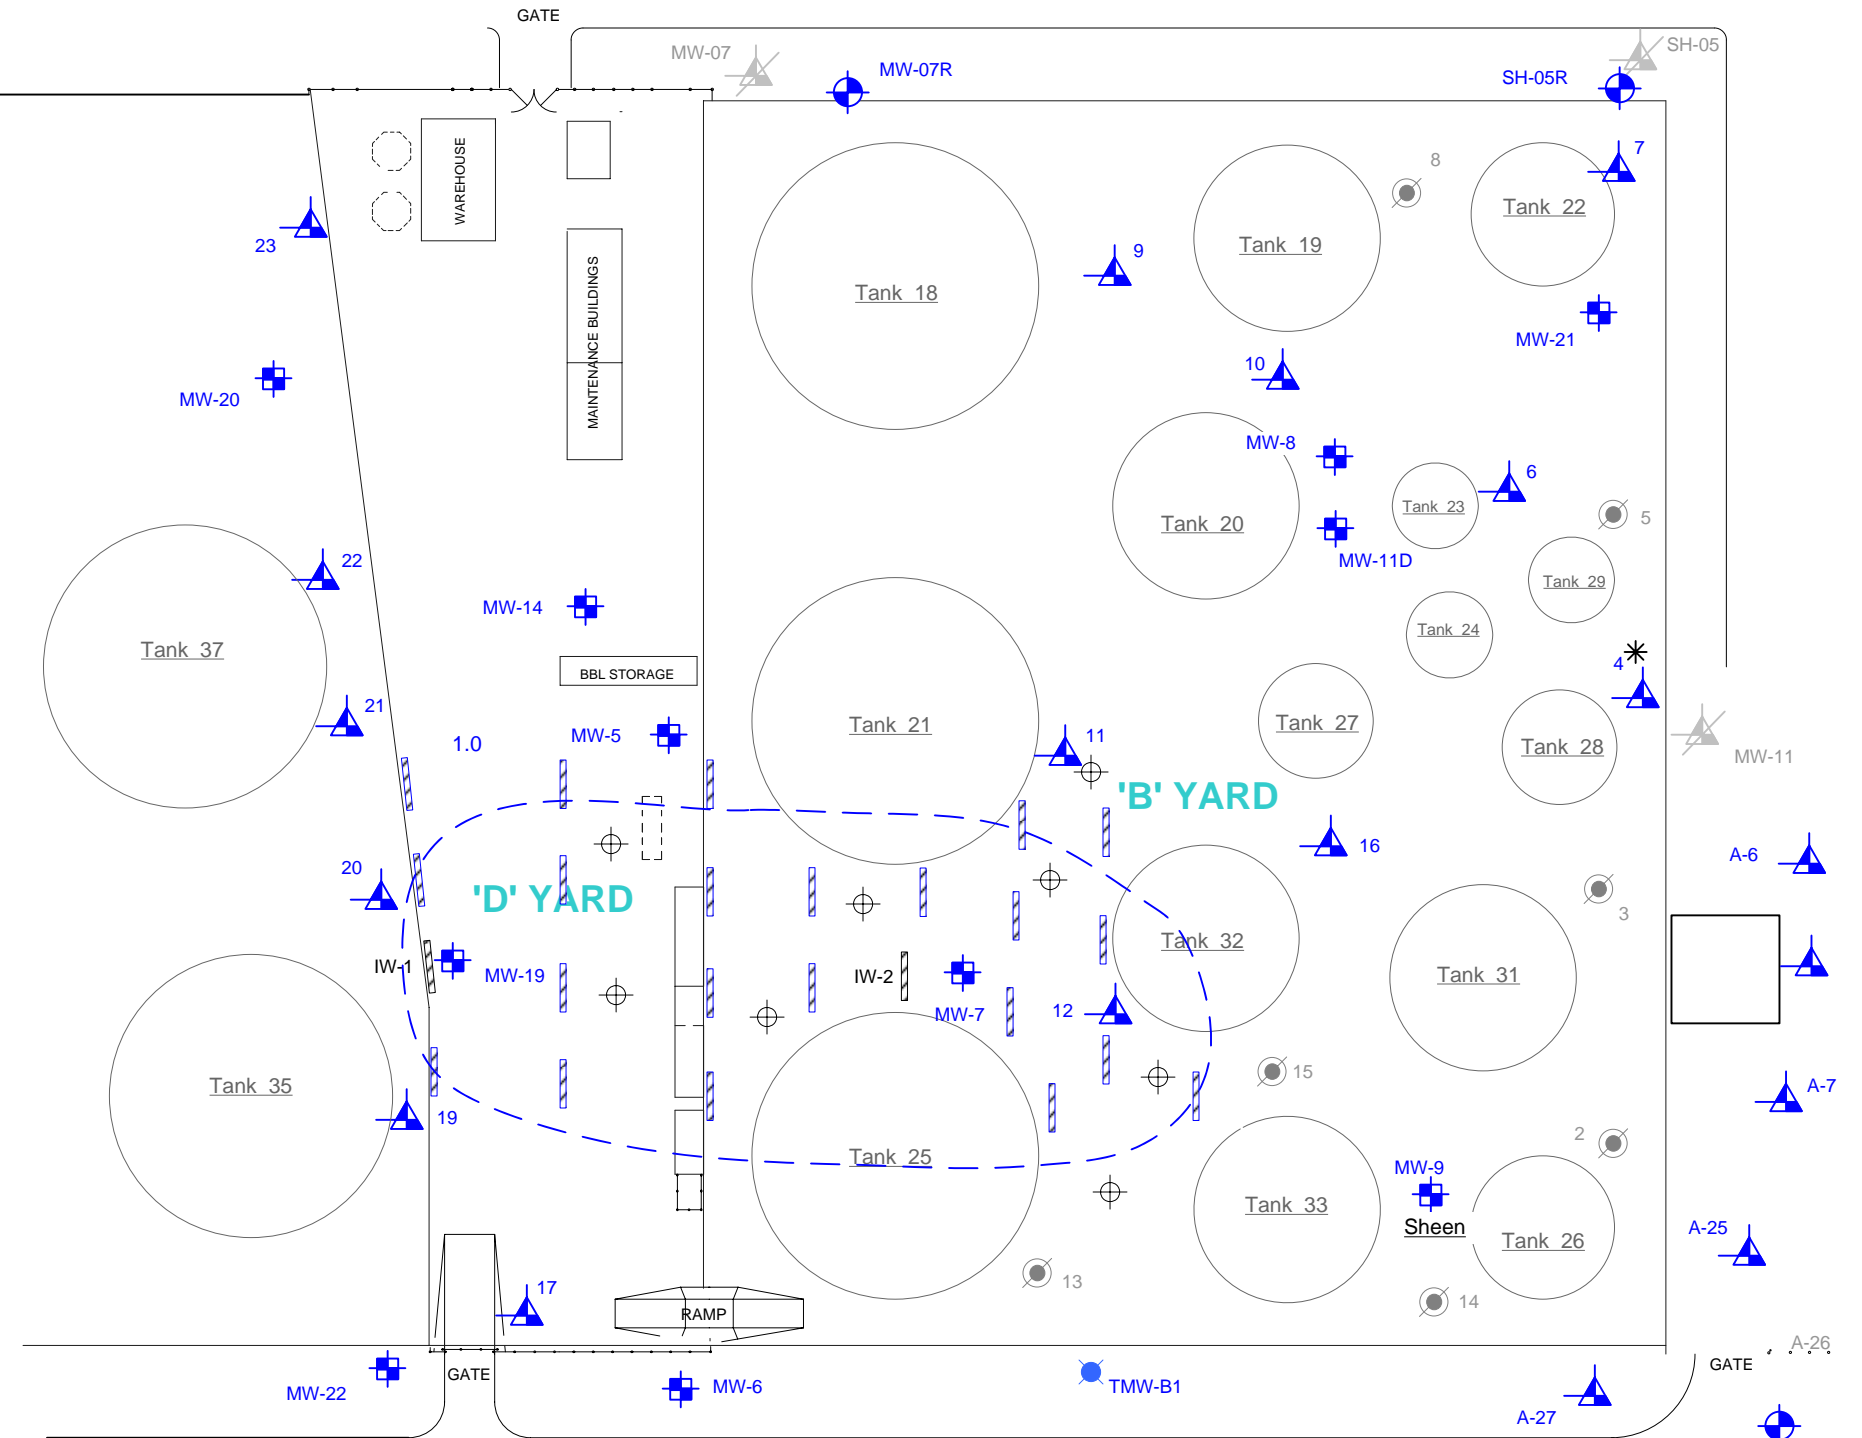 GATE
MW-07
MW-07R
SH-05R
SH-05
WAREHOUSE
7
8
Tank 22
23
Tank 19
9
MAINTENANCE BUILDINGS
Tank 18
MW-21
10
MW-20
MW-8
6
Tank 23
5
Tank 20
MW-11D
22
Tank 29
MW-14
Tank 24
Tank 37
4
BBL STORAGE
21
1.0
MW-5
Tank 21
11
Tank 27
Tank 28
MW-11
'B' YARD
16
A-6
20
'D' YARD
3
Tank 32
IW-1
MW-19
IW-2
Tank 31
MW-7
12
15
Tank 35
A-7
19
2
Tank 25
MW-9
Tank 33
Sheen
A-25
Tank 26
13
17
14
RAMP
A-26
GATE
GATE
MW-22
MW-6
TMW-B1
A-27